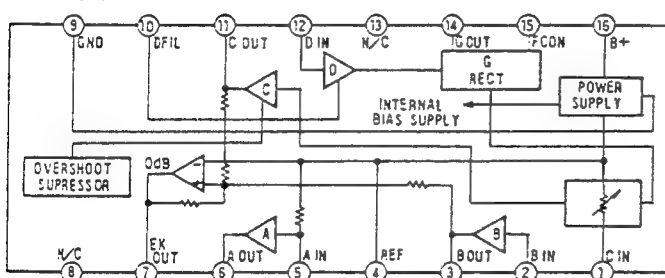 9 10 11 12 13 14 15 16
GND DFIL C OUT D IN N/C G OUT FCON B+
D
G RECT
C
INTERNAL BIAS SUPPLY
POWER SUPPLY
OVERSHOOT SUPRESSOR
0dB
-
A
B
N/C EX OUT A OUT A IN REF B OUT B IN C IN
8 7 6 5 4 3 2 1